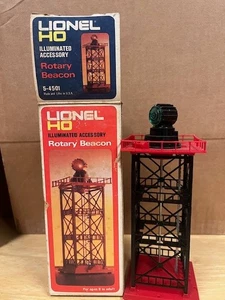 LIONEL
HO
ILLUMINATED
ACCESSORY
Rotary
Beacon
5-4501
LIONEL
HO
ILLUMINATED ACCESSORY
Rotary Beacon